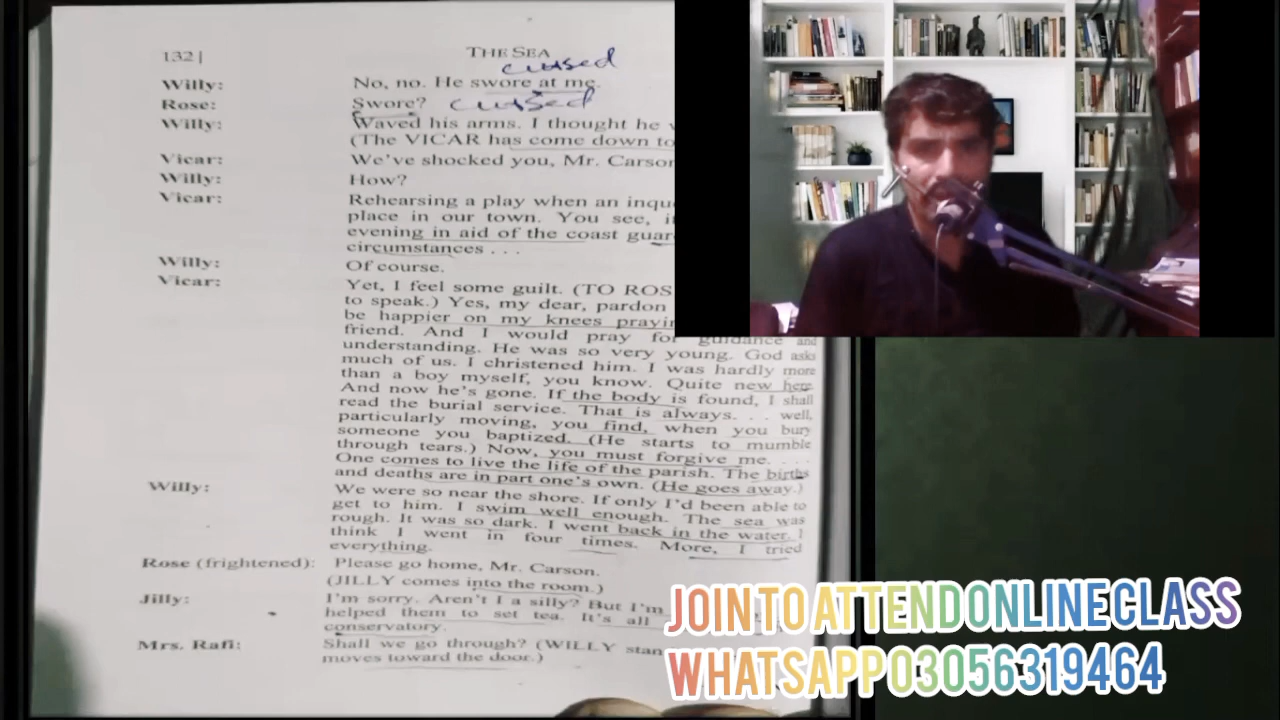 132|
THE SEA
cussed
Willy: No, no. He swore at me.
Rose: Swore? cussed
Willy: Waved his arms. I thought he
(The VICAR has come down to
Vicar: We've shocked you, Mr. Carson
Willy: How?
Vicar: Rehearsing a play when an
place in our town. You see,
evening in aid of the coast
circumstances . . .
Willy: Of course.
Vicar: Yet, I feel some guilt. (TO
to speak.) Yes, my dear, pardon
be happier on my knees
friend. And I would pray for guidance and
understanding. He was so very young. God asks
much of us. I christened him. I was hardly more
than a boy myself, you know. Quite new here.
And now he's gone. If the body is found, I shall
read the burial service. That is always. . . well,
particularly moving, you find, when you bury
someone you baptized. (He starts to mumble
through tears.) Now, you must forgive me. . . .
One comes to live the life of the parish. The births
and deaths are in part one's own. (He goes away.)
Willy: We were so near the shore. If only I'd been able to
get to him. I swim well enough. The sea was
rough. It was so dark. I went back in the water. I
think I went in four times. More, I tried
everything.
Rose (frightened): Please go home, Mr. Carson.
(JILLY comes into the room.)
Jilly: I'm sorry. Aren't I a silly? But I'm
helped them to set tea. It's all
conservatory.
Mrs. Rafi: Shall we go through? (WILLY
moves toward the door.)
JOIN TO ATTEND ONLINE CLASS
WHATSAPP 03056319464